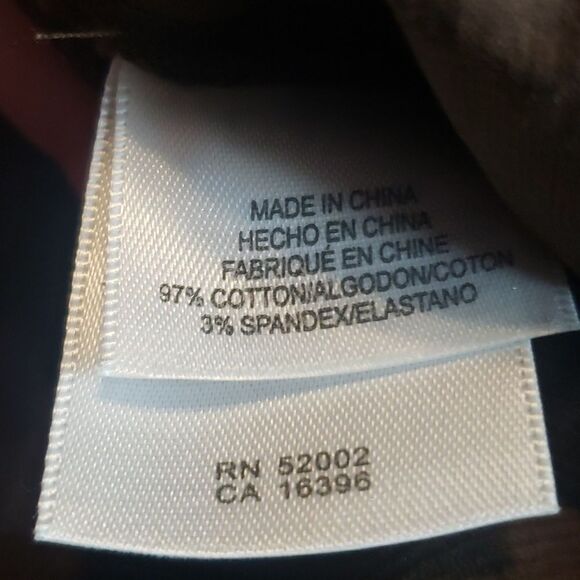 MADE IN CHINA
HECHO EN CHINA
FABRIQUÉ EN CHINE
97% COTTON/ALGODON/COTON
3% SPANDEX/ELASTANO
RN 52002
CA 16396